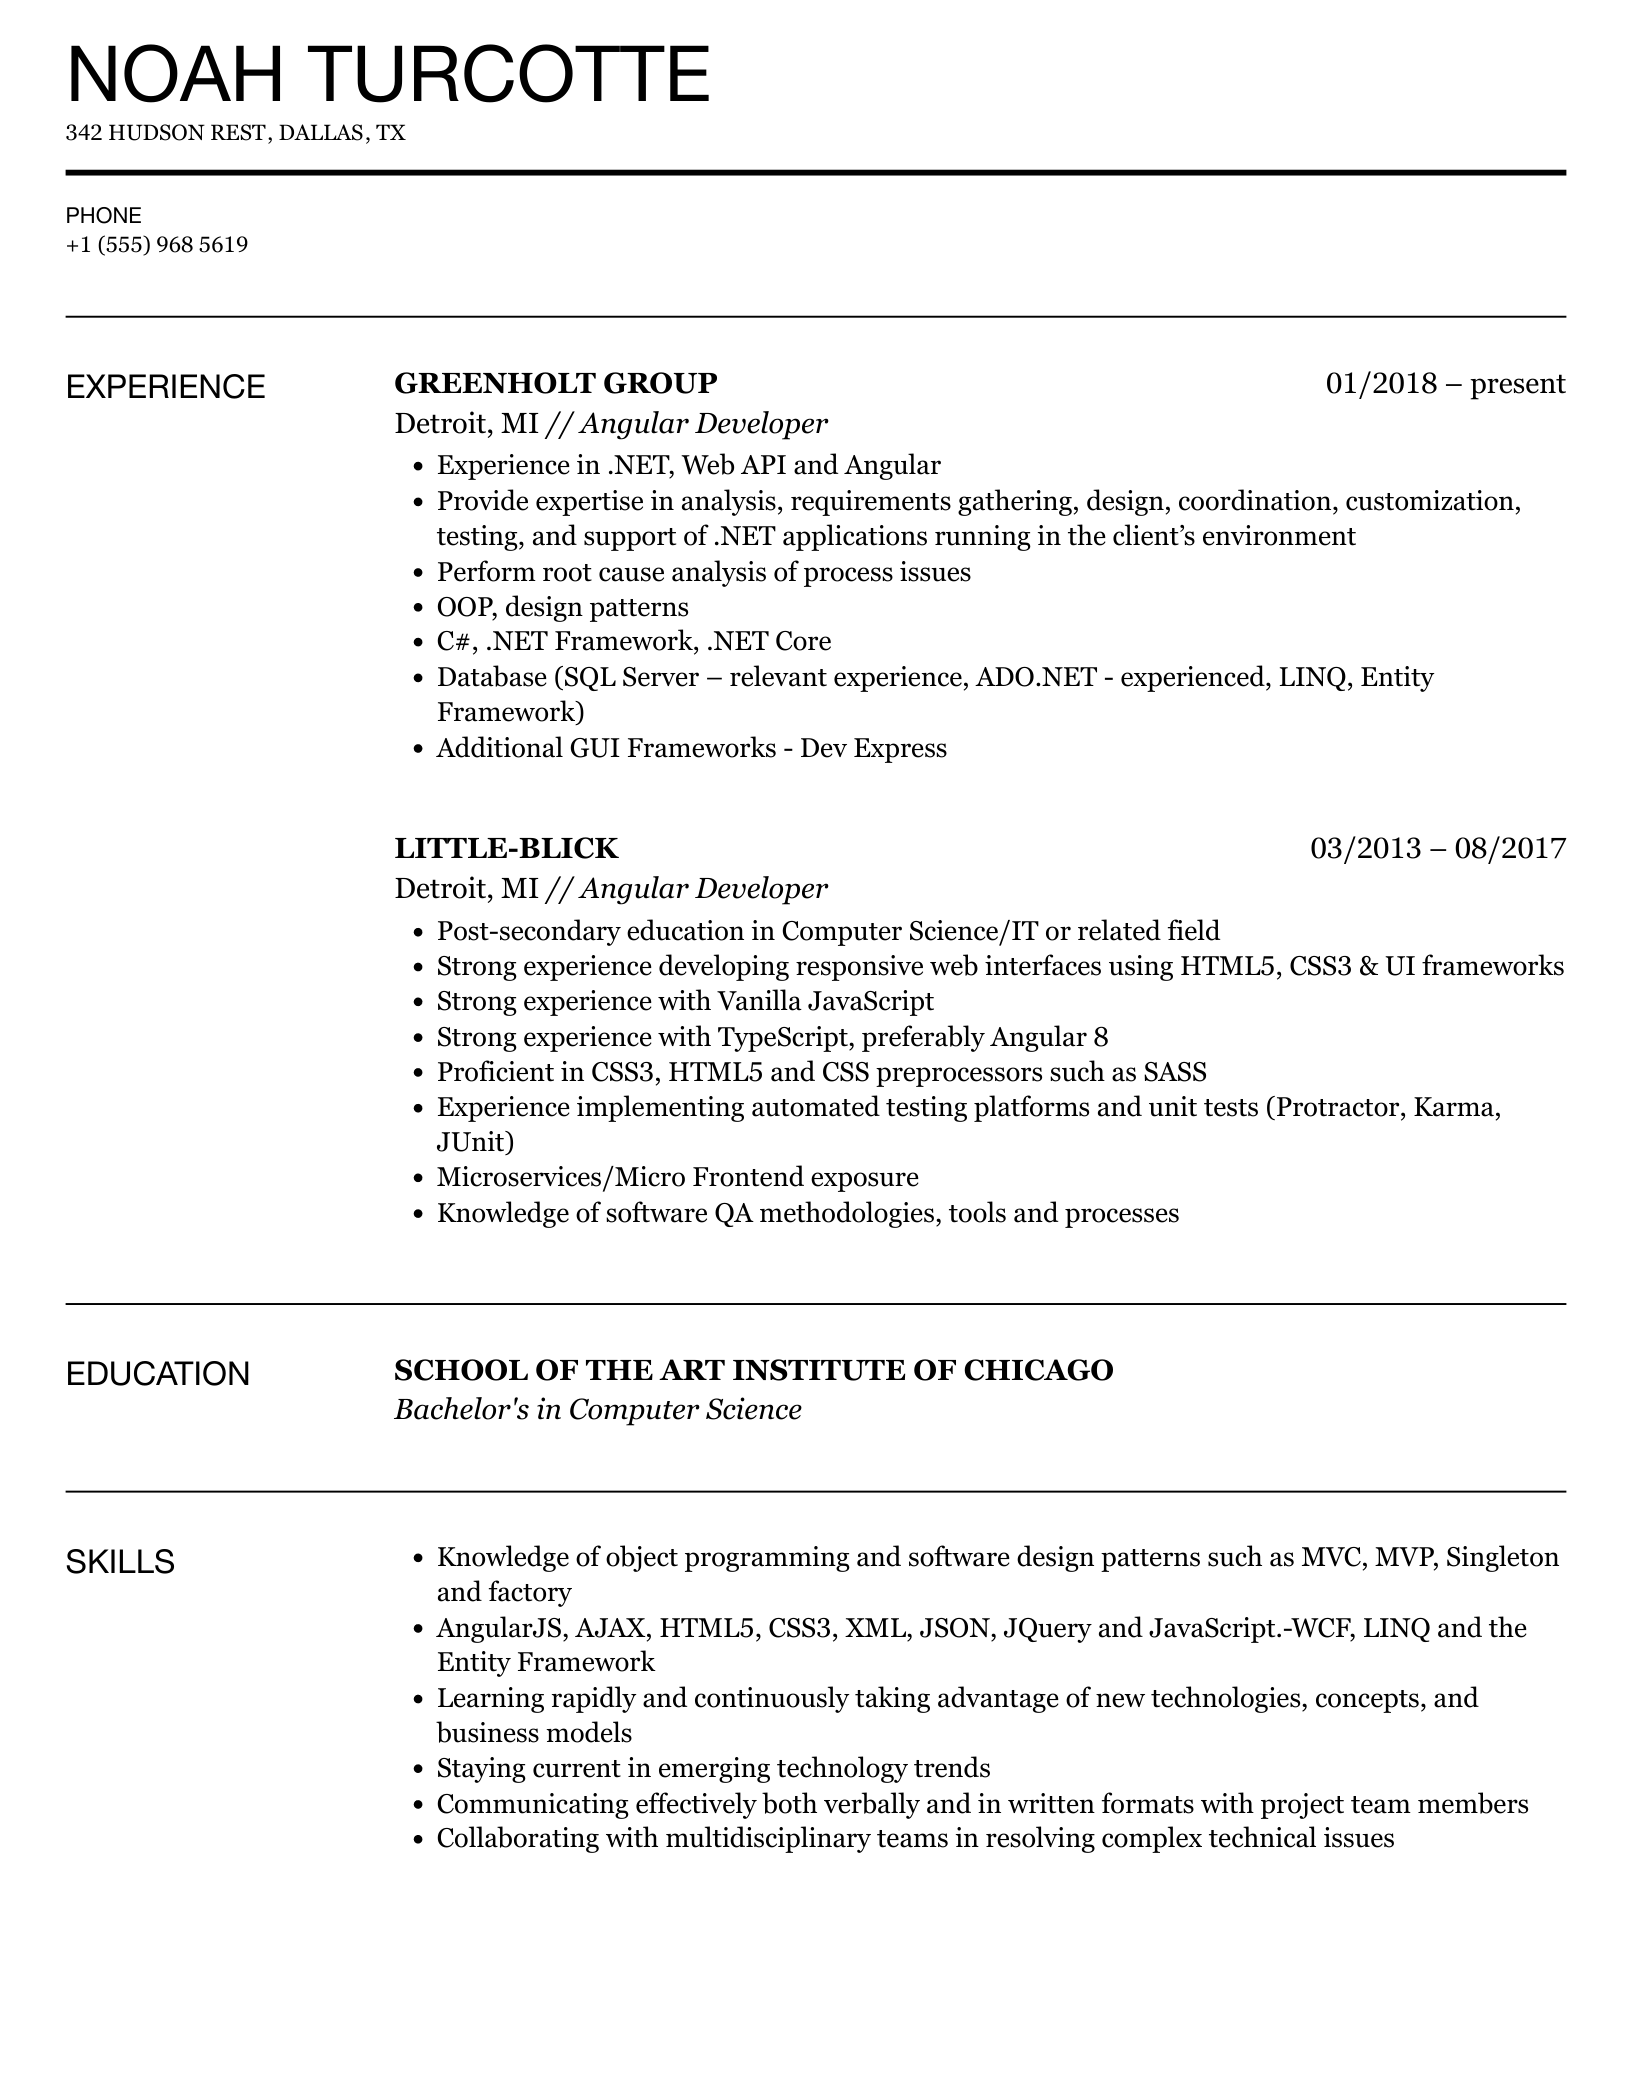 NOAH TURCOTTE
342 HUDSON REST, DALLAS, TX
PHONE
+1 (555) 968 5619
EXPERIENCE
GREENHOLT GROUP 01/2018 – present
Detroit, MI // Angular Developer
• Experience in .NET, Web API and Angular
• Provide expertise in analysis, requirements gathering, design, coordination, customization,
testing, and support of .NET applications running in the client’s environment
• Perform root cause analysis of process issues
• OOP, design patterns
• C#, .NET Framework, .NET Core
• Database (SQL Server – relevant experience, ADO.NET - experienced, LINQ, Entity
Framework)
• Additional GUI Frameworks - Dev Express
LITTLE-BLICK 03/2013 – 08/2017
Detroit, MI // Angular Developer
• Post-secondary education in Computer Science/IT or related field
• Strong experience developing responsive web interfaces using HTML5, CSS3 & UI frameworks
• Strong experience with Vanilla JavaScript
• Strong experience with TypeScript, preferably Angular 8
• Proficient in CSS3, HTML5 and CSS preprocessors such as SASS
• Experience implementing automated testing platforms and unit tests (Protractor, Karma,
JUnit)
• Microservices/Micro Frontend exposure
• Knowledge of software QA methodologies, tools and processes
EDUCATION
SCHOOL OF THE ART INSTITUTE OF CHICAGO
Bachelor's in Computer Science
SKILLS
• Knowledge of object programming and software design patterns such as MVC, MVP, Singleton
and factory
• AngularJS, AJAX, HTML5, CSS3, XML, JSON, JQuery and JavaScript.-WCF, LINQ and the
Entity Framework
• Learning rapidly and continuously taking advantage of new technologies, concepts, and
business models
• Staying current in emerging technology trends
• Communicating effectively both verbally and in written formats with project team members
• Collaborating with multidisciplinary teams in resolving complex technical issues